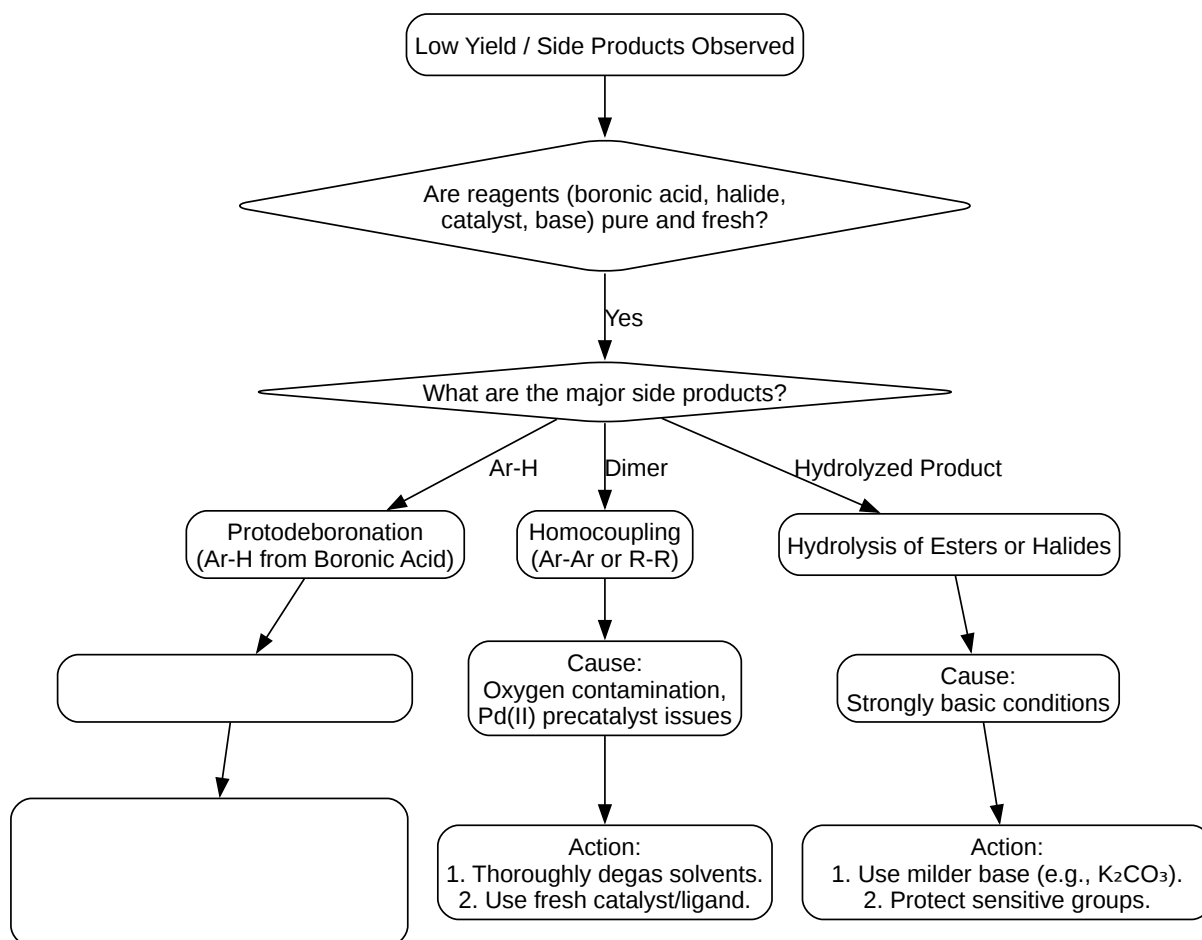 Low Yield / Side Products Observed
Are reagents (boronic acid, halide,
catalyst, base) pure and fresh?
Yes
What are the major side products?
Ar-H
Dimer
Hydrolyzed Product
Protodeboronation
(Ar-H from Boronic Acid)
Homocoupling
(Ar-Ar or R-R)
Hydrolysis of Esters or Halides
Cause:
Oxygen contamination,
Pd(II) precatalyst issues
Cause:
Strongly basic conditions
Action:
1. Thoroughly degas solvents.
2. Use fresh catalyst/ligand.
Action:
1. Use milder base (e.g., K₂CO₃).
2. Protect sensitive groups.